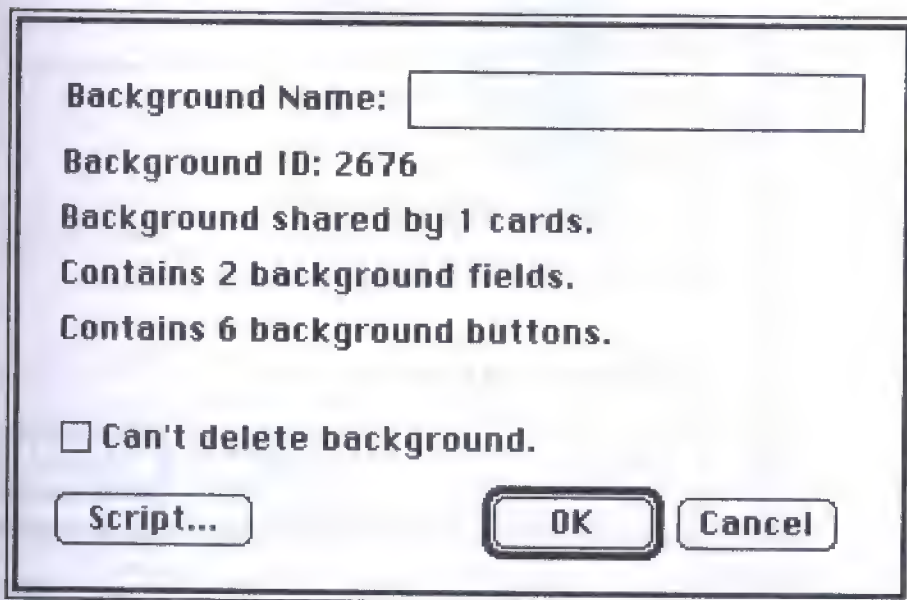 Background Name:
Background ID: 2676
Background shared by 1 cards.
Contains 2 background fields.
Contains 6 background buttons.
Can't delete background.
Script... OK Cancel